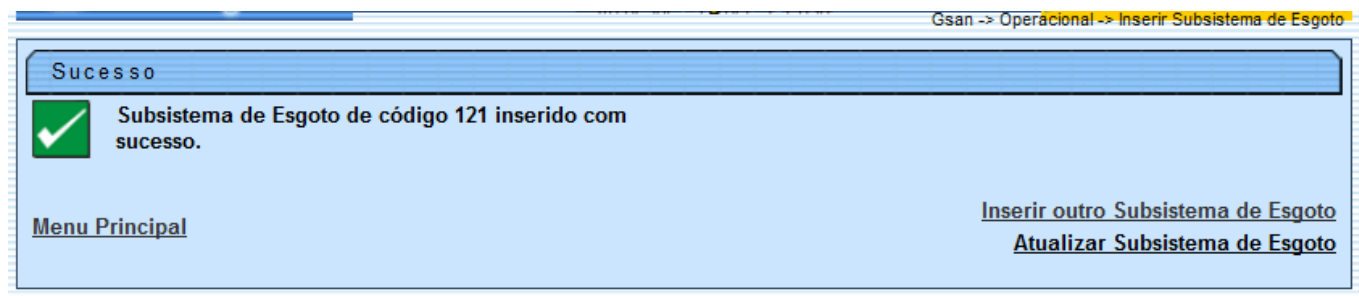 Gsan -> Operacional -> Inserir Subsistema de Esgoto
Sucesso
Subsistema de Esgoto de código 121 inserido com
sucesso.
Menu Principal
Inserir outro Subsistema de Esgoto
Atualizar Subsistema de Esgoto